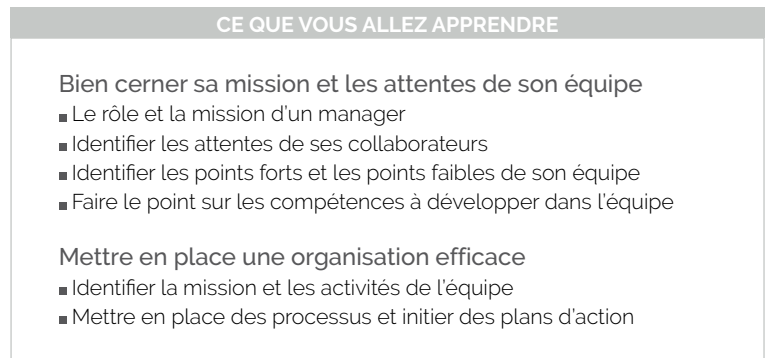 CE QUE VOUS ALLEZ APPRENDRE
Bien cerner sa mission et les attentes de son équipe
■ Le rôle et la mission d'un manager
■ Identifier les attentes de ses collaborateurs
■ Identifier les points forts et les points faibles de son équipe
■ Faire le point sur les compétences à développer dans l'équipe
Mettre en place une organisation efficace
■ Identifier la mission et les activités de l'équipe
■ Mettre en place des processus et initier des plans d'action